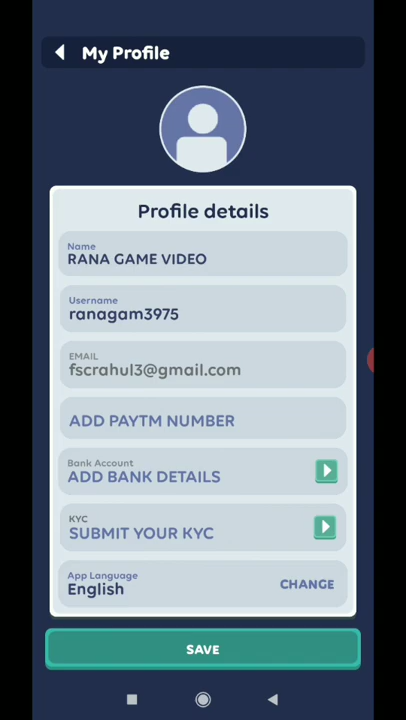 My Profile
Profile details
Name
RANA GAME VIDEO
Username
ranagam3975
EMAIL
fscrahul3@gmail.com
ADD PAYTM NUMBER
Bank Account
ADD BANK DETAILS
KYC
SUBMIT YOUR KYC
App Language
English
CHANGE
SAVE